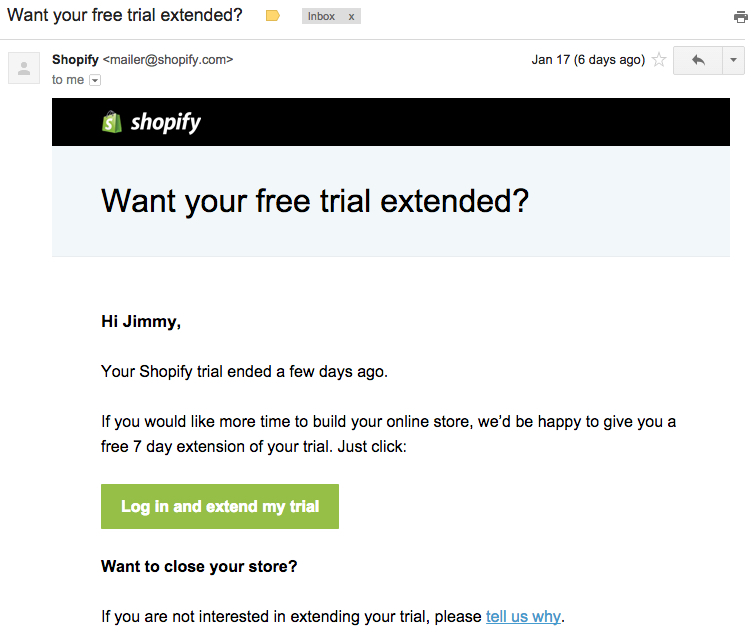 Want your free trial extended?
Inbox x
Shopify <mailer@shopify.com>
Jan 17 (6 days ago)
to me
shopify
Want your free trial extended?
Hi Jimmy,
Your Shopify trial ended a few days ago.
If you would like more time to build your online store, we’d be happy to give you a
free 7 day extension of your trial. Just click:
Log in and extend my trial
Want to close your store?
If you are not interested in extending your trial, please tell us why.